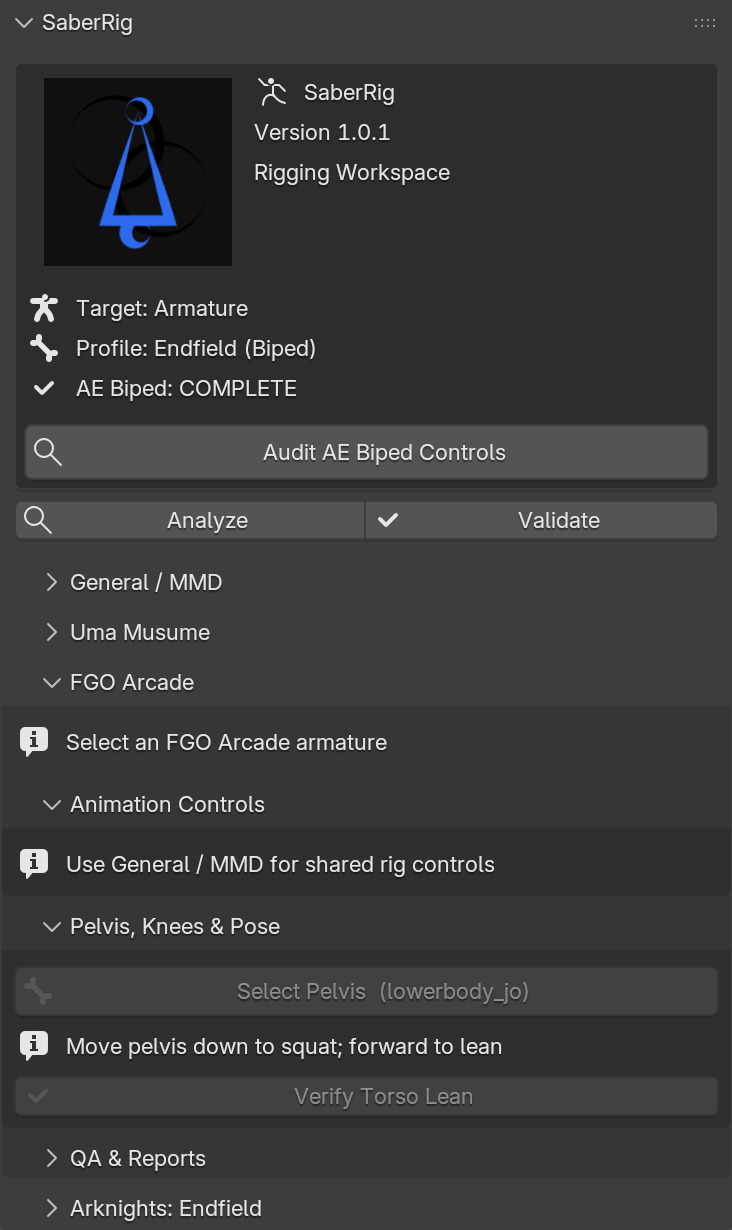 SaberRig
SaberRig
Version 1.0.1
Rigging Workspace
Target: Armature
Profile: Endfield (Biped)
AE Biped: COMPLETE
Audit AE Biped Controls
Analyze
Validate
General / MMD
Uma Musume
FGO Arcade
Select an FGO Arcade armature
Animation Controls
Use General / MMD for shared rig controls
Pelvis, Knees & Pose
Select Pelvis  (lowerbody_jo)
Move pelvis down to squat; forward to lean
Verify Torso Lean
QA & Reports
Arknights: Endfield